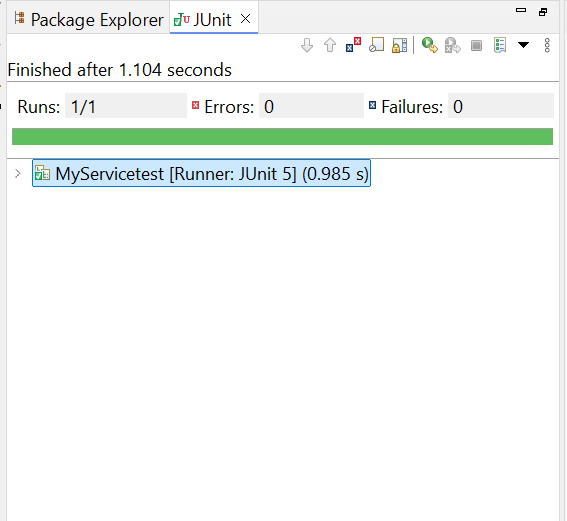 Package Explorer JUnit
Finished after 1.104 seconds
Runs: 1/1 Errors: 0 Failures: 0
MyServicetest [Runner: JUnit 5] (0.985 s)